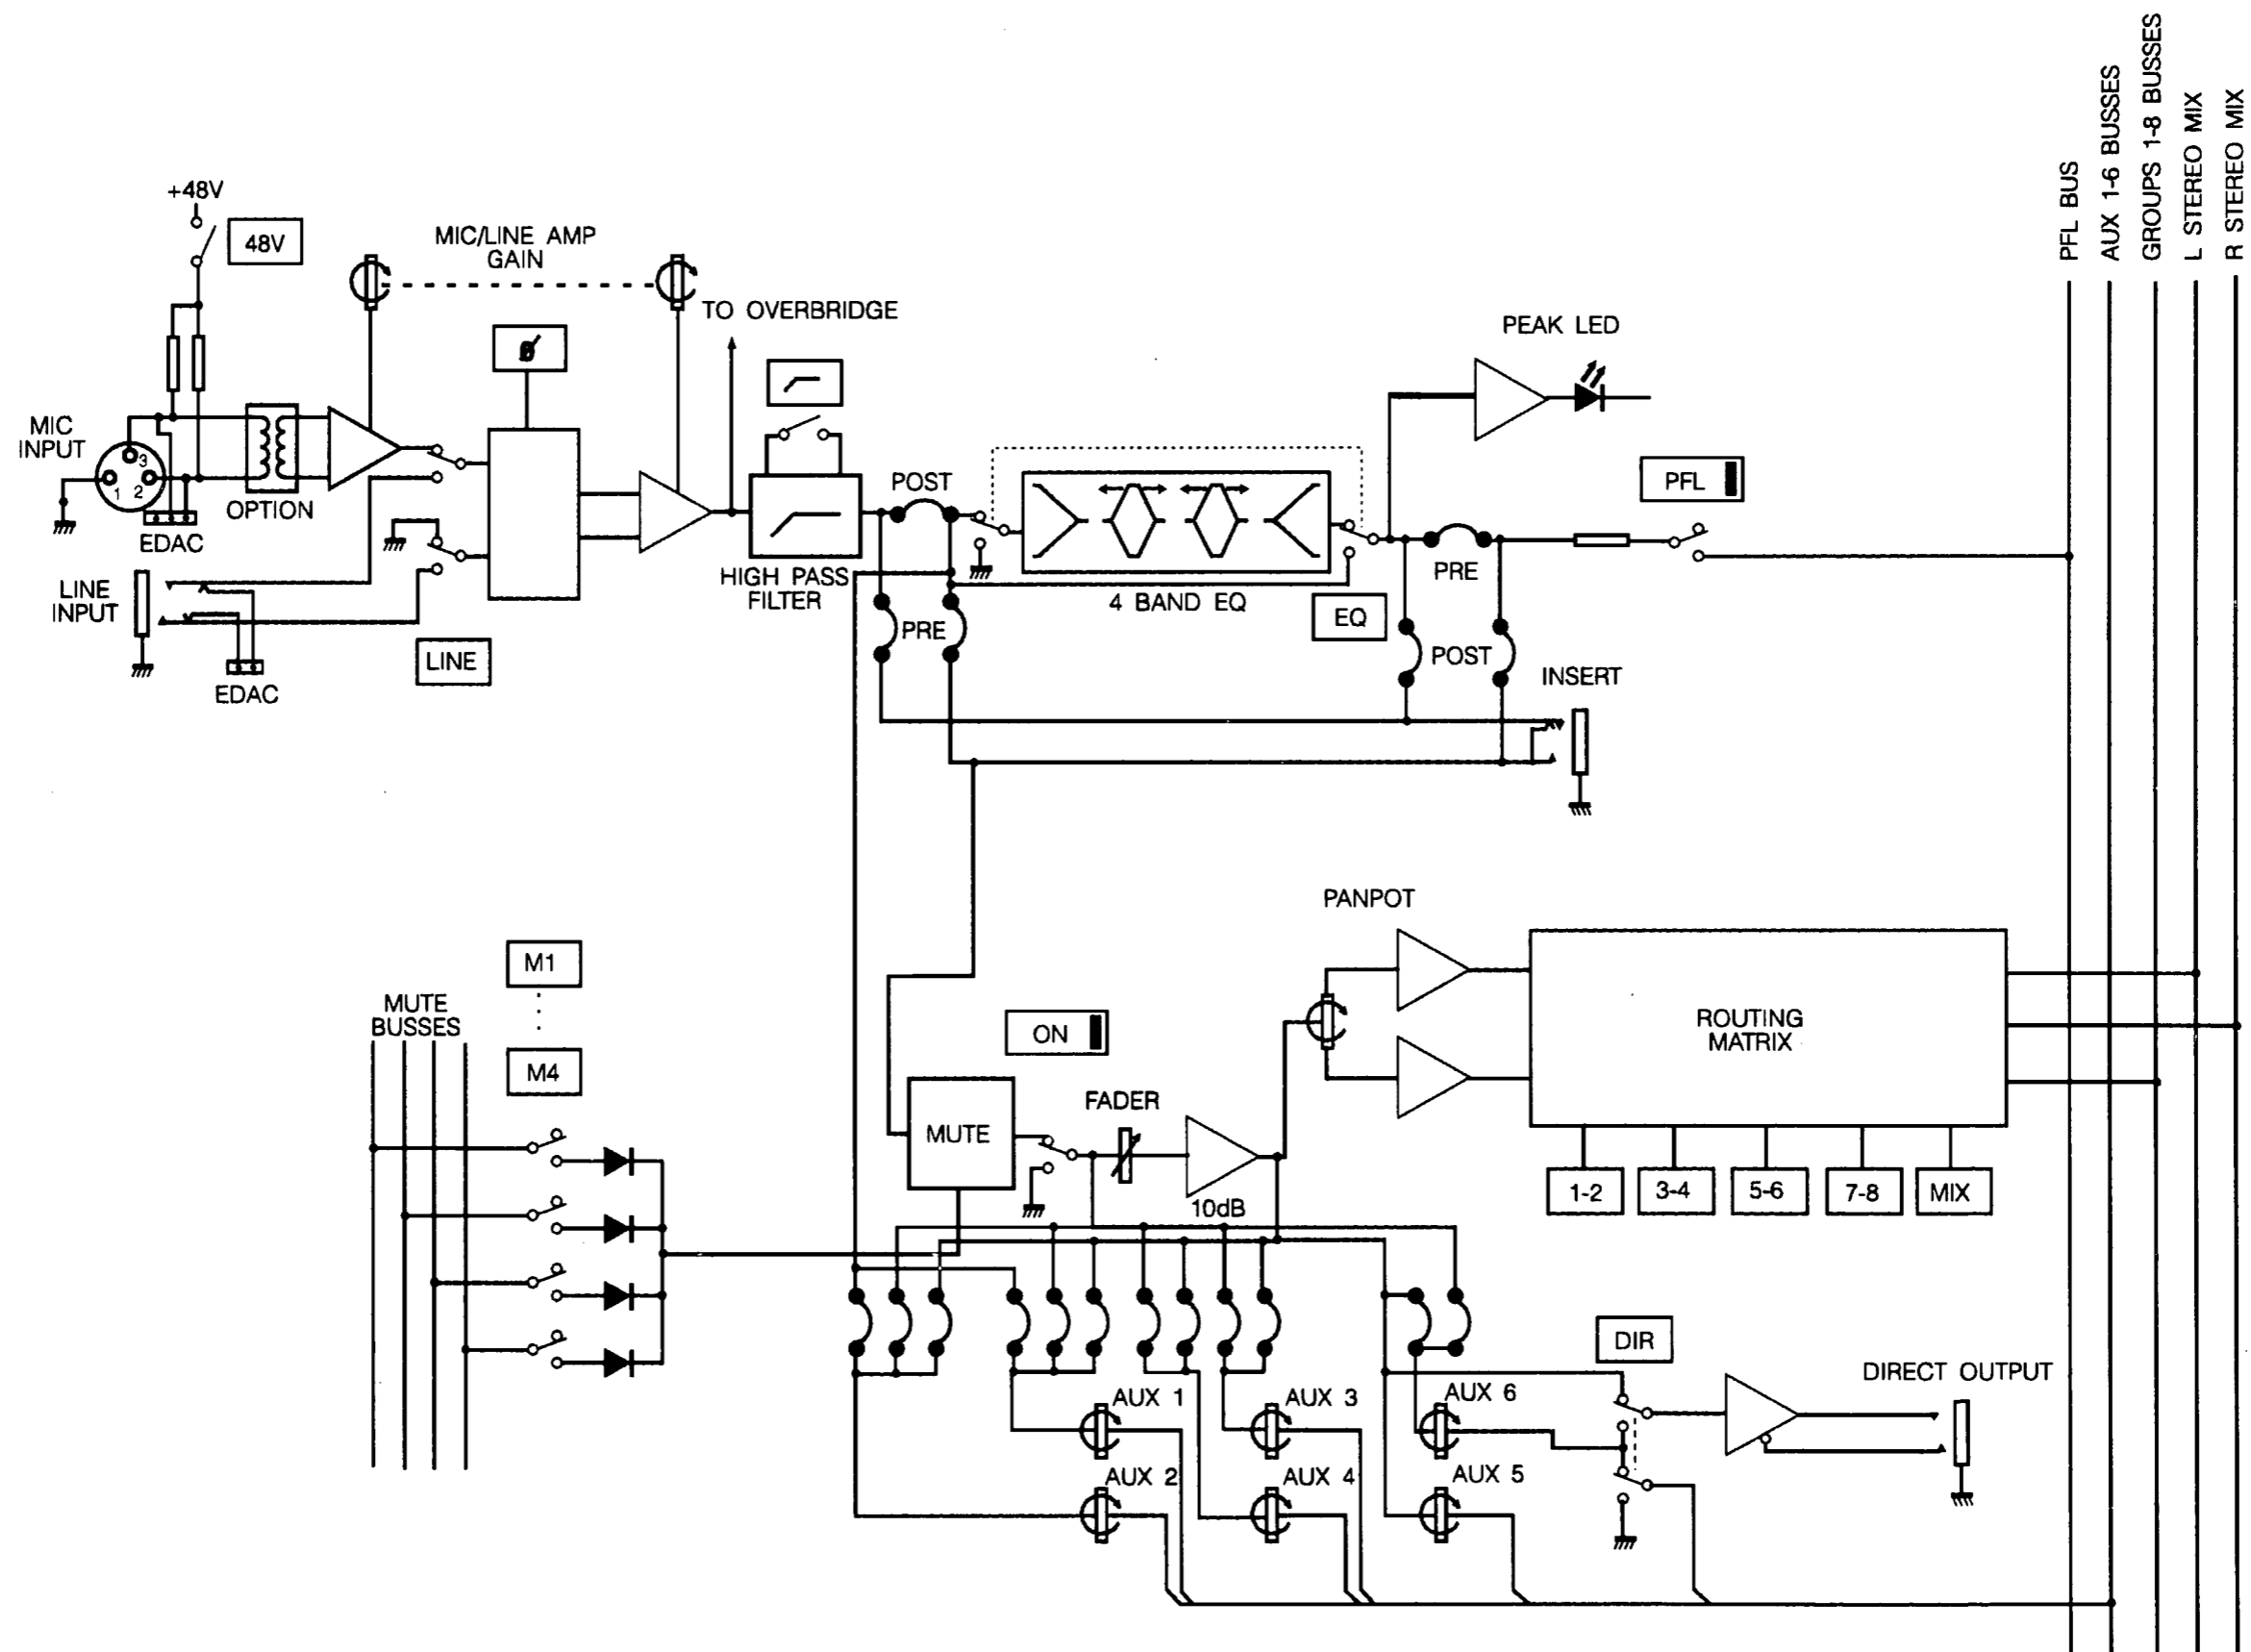 PFL BUS
AUX 1-6 BUSSES
GROUPS 1-8 BUSSES
L STEREO MIX
R STEREO MIX
+48V
48V
MIC/LINE AMP
GAIN
TO OVERBRIDGE
PEAK LED
ø
MIC
INPUT
3
1
2
OPTION
EDAC
POST
PFL
HIGH PASS
FILTER
4 BAND EQ
PRE
EQ
LINE
INPUT
LINE
EDAC
PRE
POST
INSERT
PANPOT
M1
MUTE
BUSSES
M4
ON
ROUTING
MATRIX
FADER
MUTE
10dB
1-2
3-4
5-6
7-8
MIX
DIR
DIRECT OUTPUT
AUX 1
AUX 3
AUX 6
AUX 2
AUX 4
AUX 5